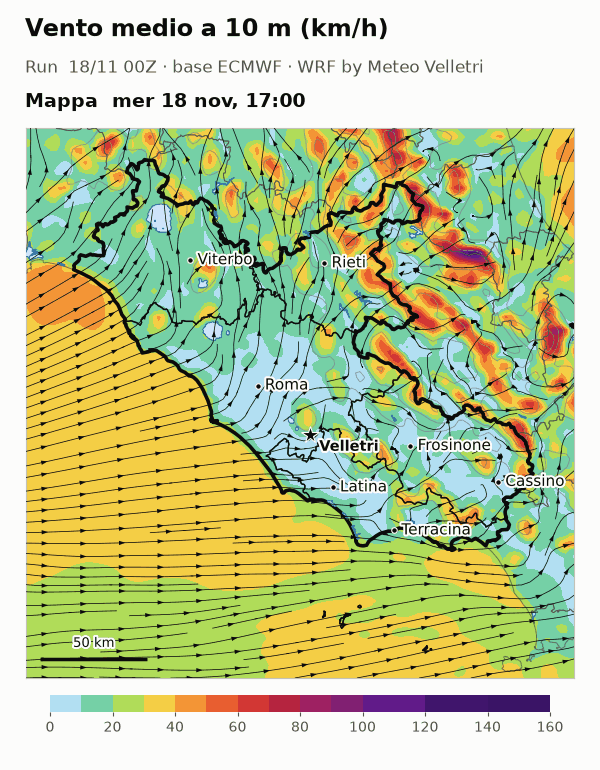 Vento medio a 10 m (km/h)
Run  18/11 00Z · base ECMWF · WRF by Meteo Velletri
Mappa  mer 18 nov, 17:00
Viterbo
Rieti
Roma
Velletri
Frosinone
Cassino
Latina
Terracina
50 km
0 20 40 60 80 100 120 140 160